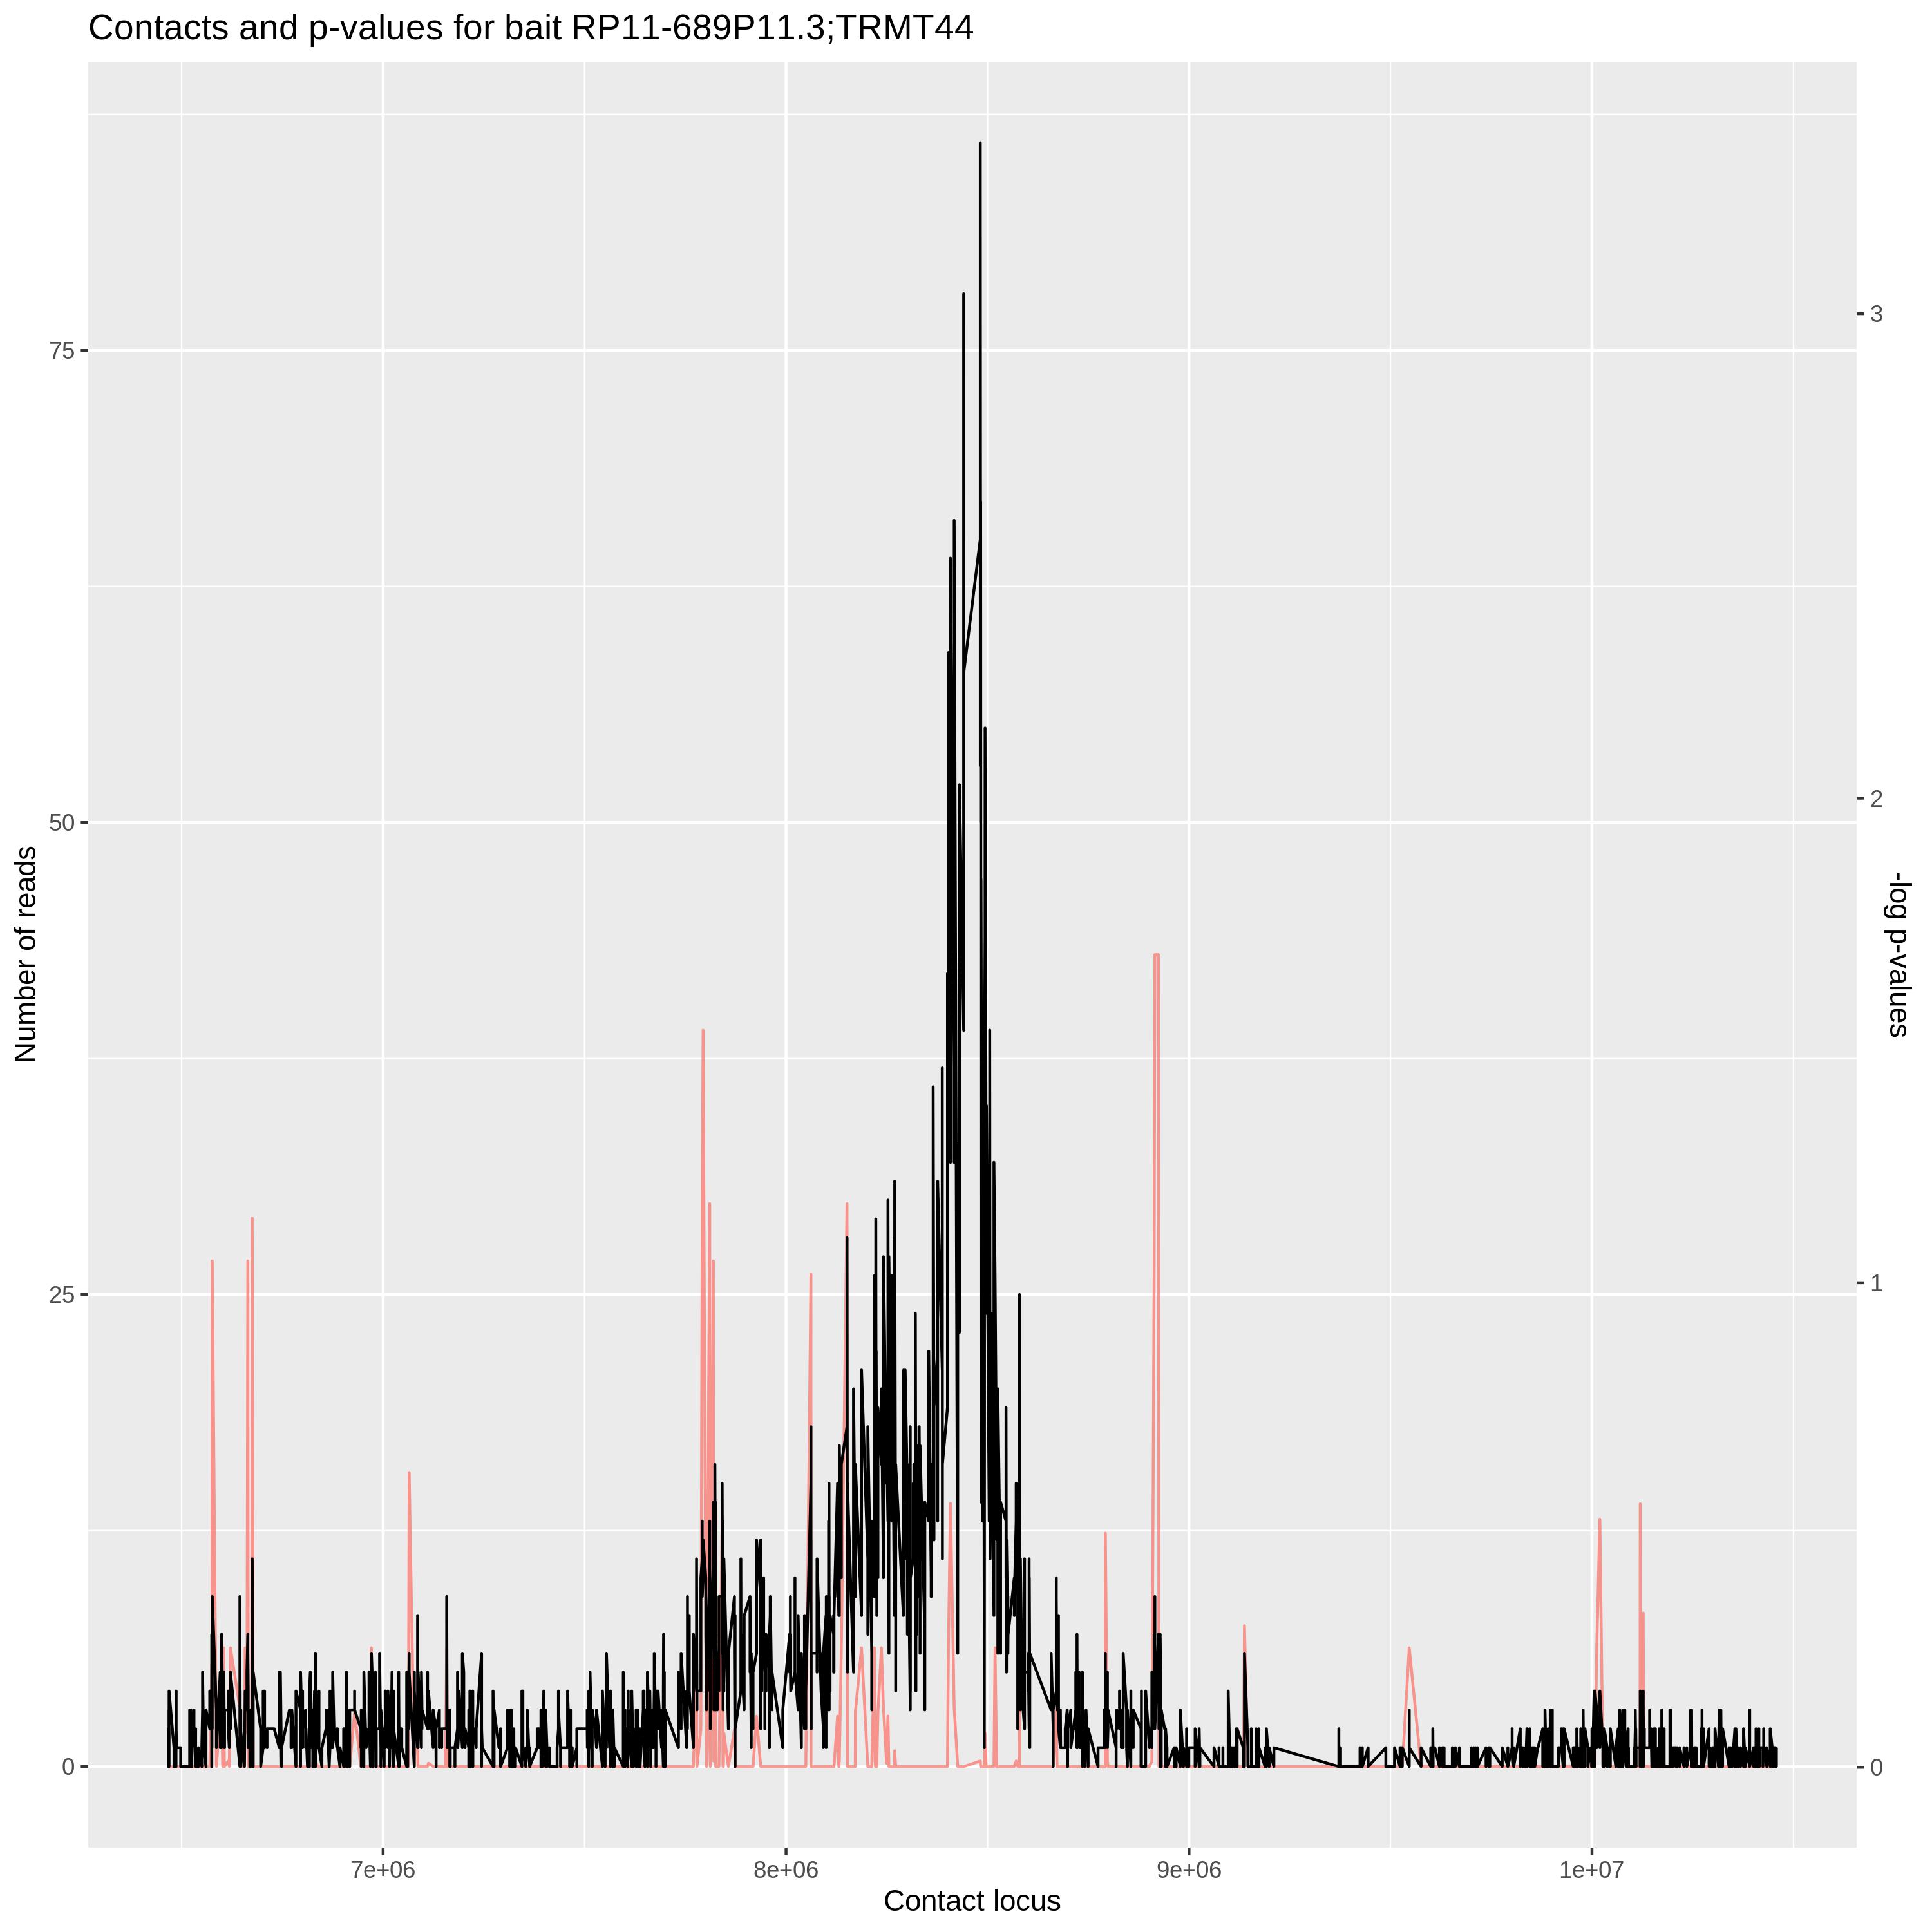 Contacts and p-values for bait RP11-689P11.3;TRMT44
75
50
25
0
Number of reads
3
2
1
0
-log p-values
7e+06
8e+06
9e+06
1e+07
Contact locus